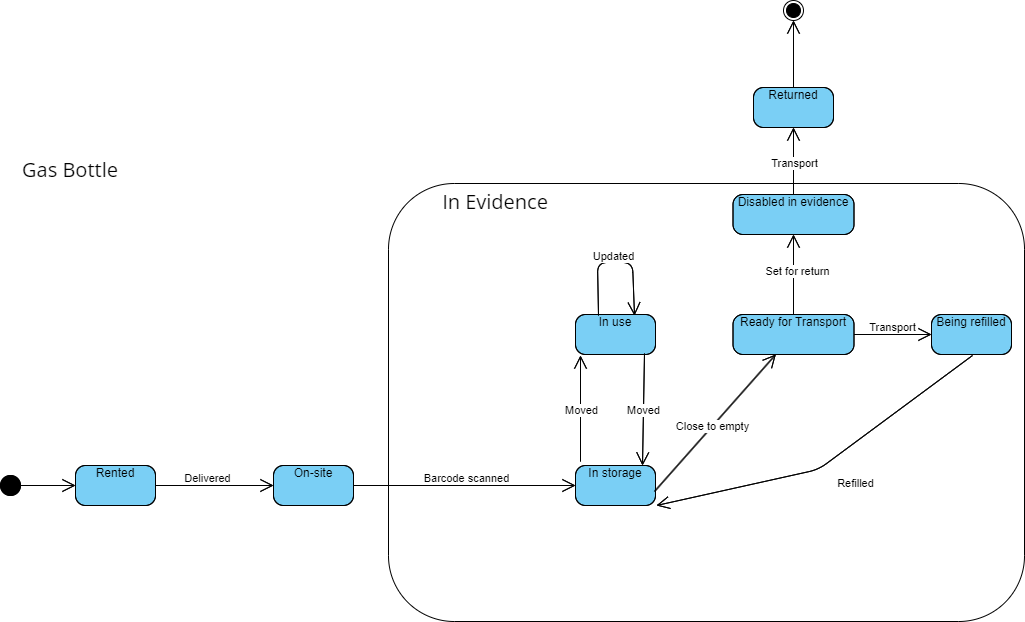 Returned
Transport
Gas Bottle
In Evidence
Disabled in evidence
Updated
Set for return
In use
Ready for Transport
Transport
Being refilled
Moved
Moved
Close to empty
Rented
Delivered
On-site
Barcode scanned
In storage
Refilled